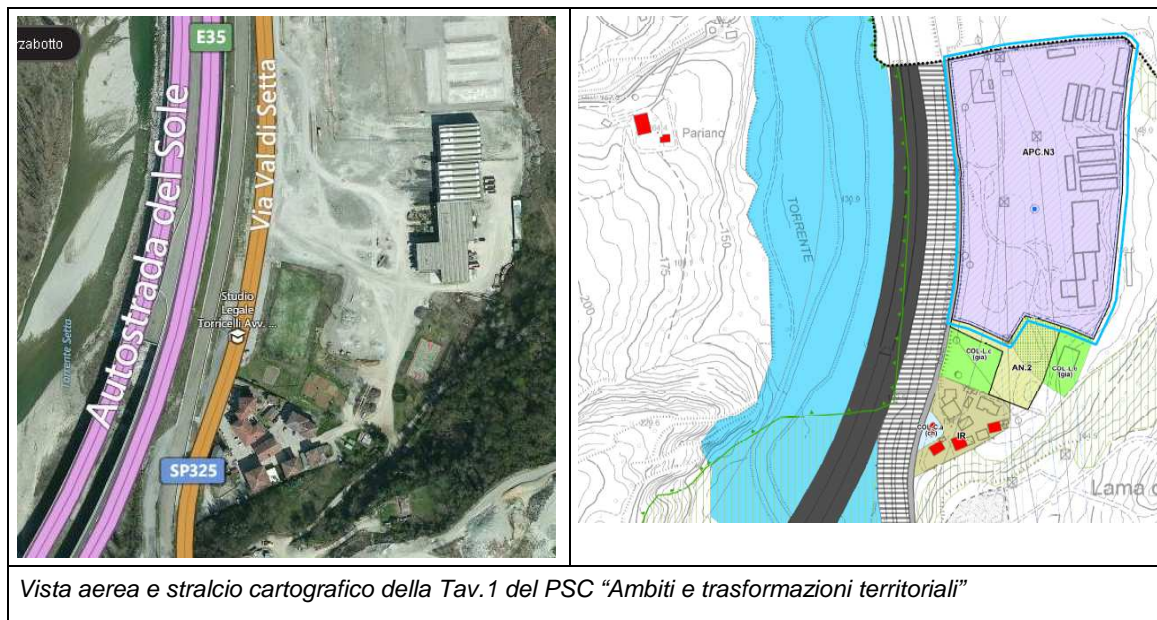 rzabotto
E35
Autostrada del Sole
Via Val di Setta
Studio
Legale
Torricelli Avv. ...
Torrente Setta
SP325
Pariano
TORRENTE
150
175
200
APC.N3
COL-L.c
(gia)
AN.2
COL.L.b
(gia)
IR
Lama d
Vista aerea e stralcio cartografico della Tav.1 del PSC “Ambiti e trasformazioni territoriali”